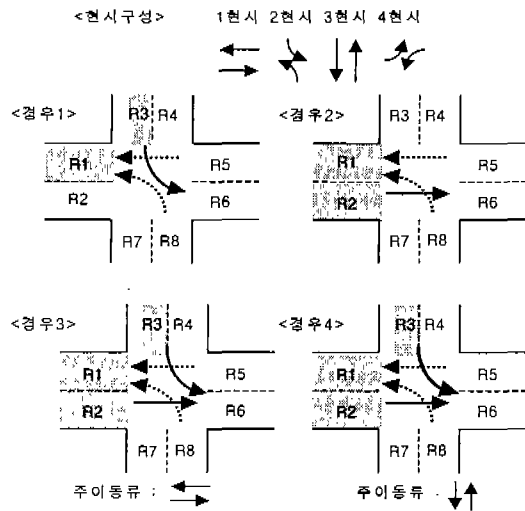 <현시구성> 1현시 2현시 3현시 4현시
<경우1> R3 R4
R1 R5
R2 R6
R7 R8
<경우2> R3 R4
R1 R5
R2 R6
R7 R8
<경우3> R3 R4
R1 R5
R2 R6
R7 R8
주이동류 :
<경우4> R3 R4
R1 R5
R2 R6
R7 R8
주이동류 :